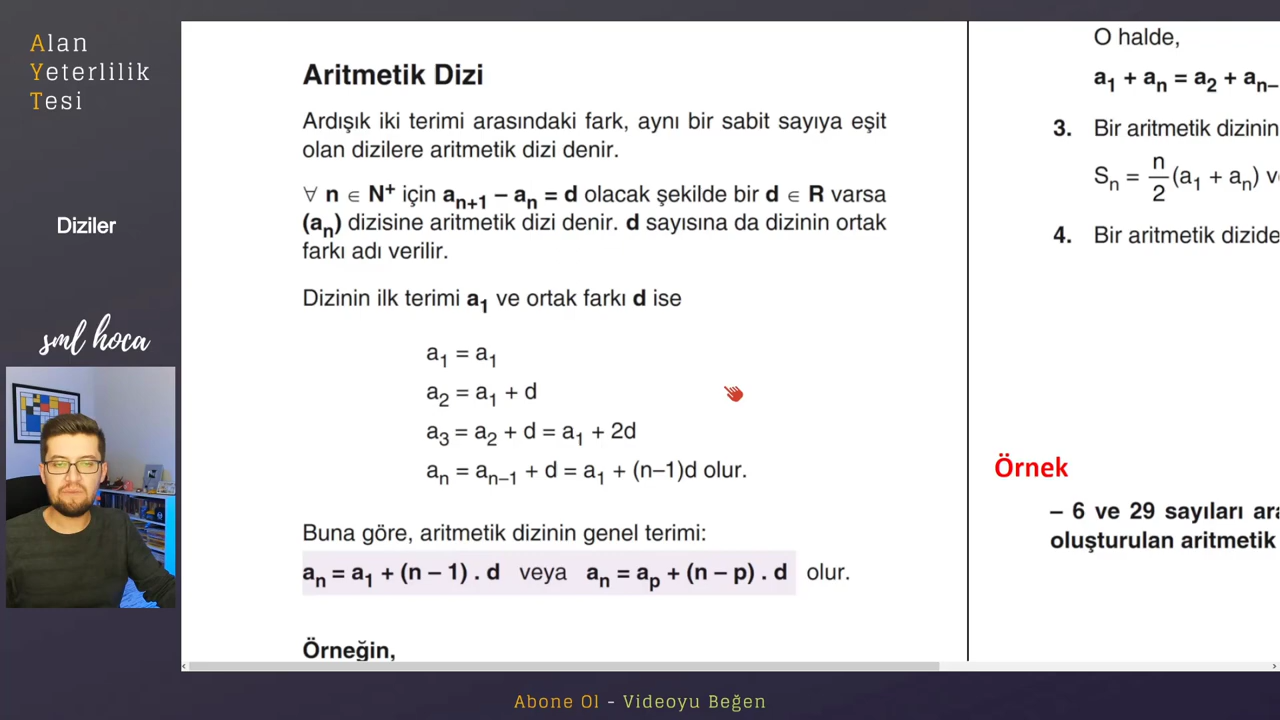 Alan
Yeterlilik
Tesi
Diziler
sml hoca
Aritmetik Dizi
Ardışık iki terimi arasındaki fark, aynı bir sabit sayıya eşit
olan dizilere aritmetik dizi denir.
∀ n ∈ N⁺ için aₙ₊₁ – aₙ = d olacak şekilde bir d ∈ R varsa
(aₙ) dizisine aritmetik dizi denir. d sayısına da dizinin ortak
farkı adı verilir.
Dizinin ilk terimi a₁ ve ortak farkı d ise
a₁ = a₁
a₂ = a₁ + d
a₃ = a₂ + d = a₁ + 2d
aₙ = aₙ₋₁ + d = a₁ + (n–1)d olur.
Buna göre, aritmetik dizinin genel terimi:
aₙ = a₁ + (n – 1) . d veya aₙ = aₚ + (n – p) . d olur.
Örneğin,
O halde,
a₁ + aₙ = a₂ + aₙ₋
3. Bir aritmetik dizinin
Sₙ = n/2 (a₁ + aₙ) v
4. Bir aritmetik dizide
Örnek
– 6 ve 29 sayıları ara
oluşturulan aritmetik
Abone Ol - Videoyu Beğen